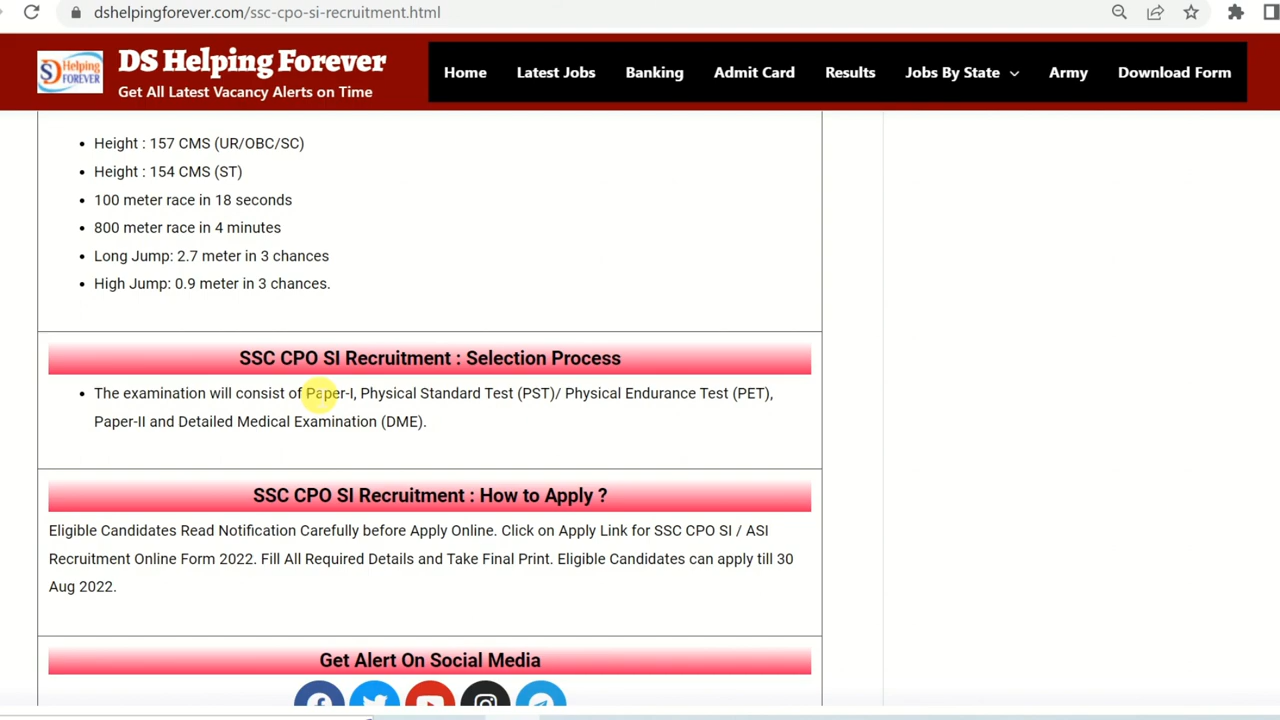 dshelpingforever.com/ssc-cpo-si-recruitment.html
Helping
FOREVER
DS Helping Forever
Get All Latest Vacancy Alerts on Time
Home Latest Jobs Banking Admit Card Results Jobs By State Army Download Form
• Height : 157 CMS (UR/OBC/SC)
• Height : 154 CMS (ST)
• 100 meter race in 18 seconds
• 800 meter race in 4 minutes
• Long Jump: 2.7 meter in 3 chances
• High Jump: 0.9 meter in 3 chances.
SSC CPO SI Recruitment : Selection Process
• The examination will consist of Paper-I, Physical Standard Test (PST)/ Physical Endurance Test (PET),
Paper-II and Detailed Medical Examination (DME).
SSC CPO SI Recruitment : How to Apply ?
Eligible Candidates Read Notification Carefully before Apply Online. Click on Apply Link for SSC CPO SI / ASI
Recruitment Online Form 2022. Fill All Required Details and Take Final Print. Eligible Candidates can apply till 30
Aug 2022.
Get Alert On Social Media